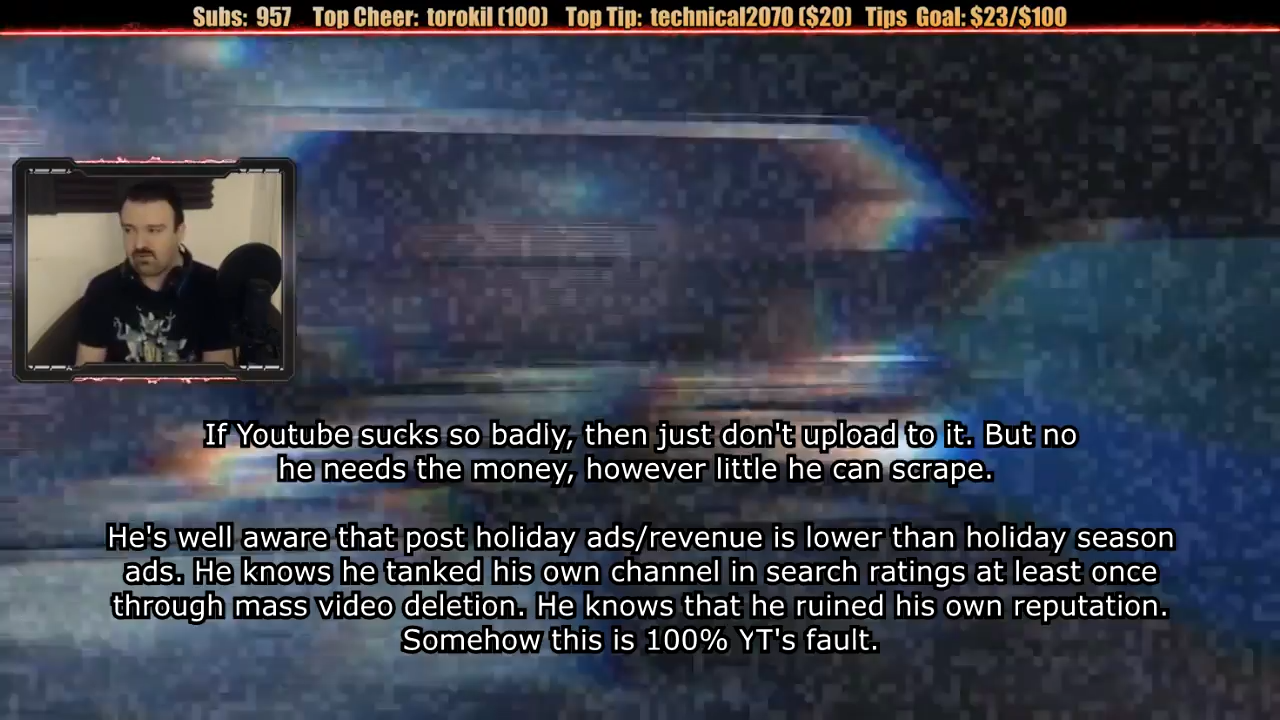 Subs: 957 Top Cheer: torokil (100) Top Tip: technical2070 ($20) Tips Goal: $23/$100
If Youtube sucks so badly, then just don't upload to it. But no
he needs the money, however little he can scrape.
He's well aware that post holiday ads/revenue is lower than holiday season
ads. He knows he tanked his own channel in search ratings at least once
through mass video deletion. He knows that he ruined his own reputation.
Somehow this is 100% YT's fault.